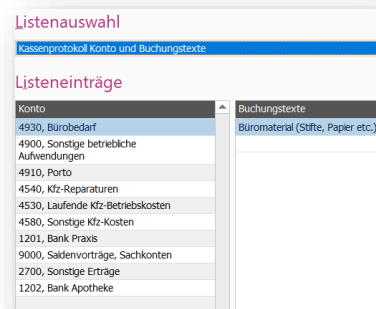 Listenauswahl
Kassenprotokoll Konto und Buchungstexte
Listeneinträge
Konto
Buchungstexte
4930, Bürobedarf
Büromaterial (Stifte, Papier etc.)
4900, Sonstige betriebliche
Aufwendungen
4910, Porto
4540, Kfz-Reparaturen
4530, Laufende Kfz-Betriebskosten
4580, Sonstige Kfz-Kosten
1201, Bank Praxis
9000, Saldenvorträge, Sachkonten
2700, Sonstige Erträge
1202, Bank Apotheke